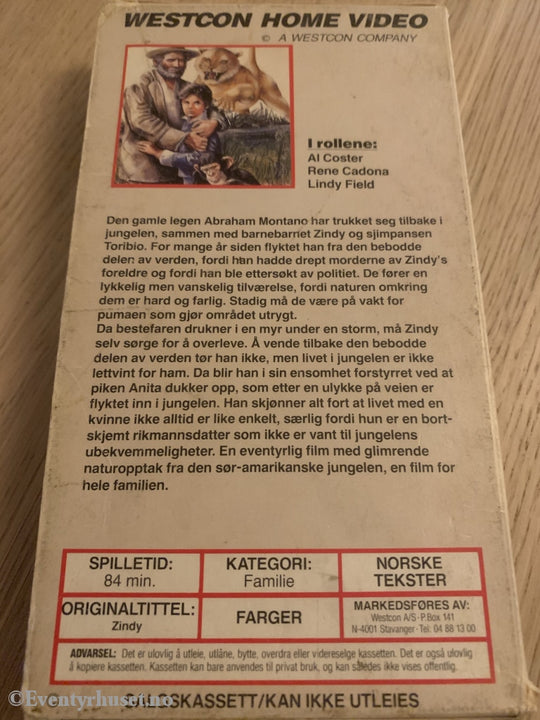 WESTCON HOME VIDEO
© A WESTCON COMPANY
I rollene:
Al Coster
Rene Cadona
Lindy Field
Den gamle legen Abraham Montano har trukket seg tilbake i
jungelen, sammen med barnebarnet Zindy og sjimpansen
Toribio. For mange år siden flyktet han fra den bebodde
delen av verden, fordi han hadde drept morderne av Zindy's
foreldre og fordi han ble ettersøkt av politiet. De fører en
lykkelig men vanskelig tilværelse, fordi naturen omkring
dem er hard og farlig. Stadig må de være på vakt for
pumaen som gjør området utrygt.
Da bestefaren drukner i en myr under en storm, må Zindy
selv sørge for å overleve. Å vende tilbake den bebodde
delen av verden tør han ikke, men livet i jungelen er ikke
lettvint for ham. Da blir han i sin ensomhet forstyrret ved at
piken Anita dukker opp, som etter en ulykke på veien er
flyktet inn i jungelen. Han skjønner alt fort at livet med en
kvinne ikke alltid er like enkelt, særlig fordi hun er en bort-
skjemt rikmannsdatter som ikke er vant til jungelens
ubekvemmeligheter. En eventyrlig film med glimrende
naturopptak fra den sør-amarikanske jungelen, en film for
hele familien.
SPILLETID:
84 min.
KATEGORI:
Familie
NORSKE
TEKSTER
ORIGINALTITTEL:
Zindy
FARGER
MARKEDSFØRES AV:
Westcon A/S · P.Box 141
N-4001 Stavanger · Tel: 04 88 13 00
ADVARSEL: Det er ulovlig å utleie, utlåne, bytte, overdra eller videreselge kassetten. Det er også ulovlig
å kopiere kassetten. Kassetten kan bare anvendes til privat bruk, og kan således ikke vises offentlig.
SALGSKASSETT/KAN IKKE UTLEIES
© Eventyrhuset.no